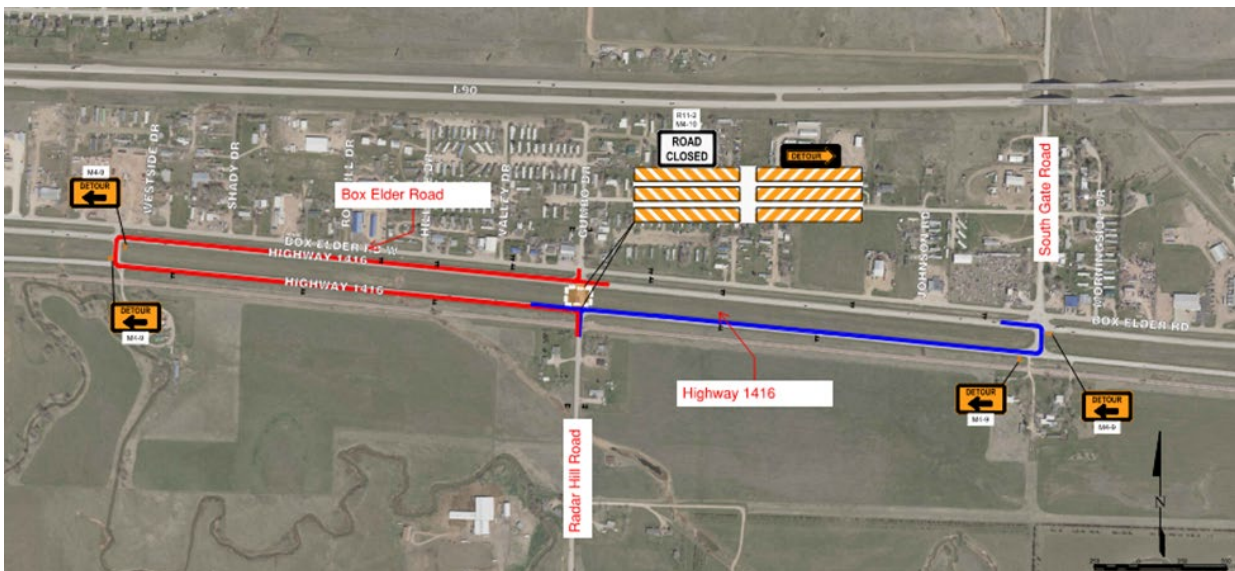 I-90
WESTSIDE DR
SHADY DR
VALLEY DR
GUMBO DR
R11-2
M4-10
ROAD
CLOSED
DETOUR
JOHNSON RD
South Gate Road
MORNINGSIDE DR
M4-9
DETOUR
Box Elder Road
BOX ELDER RD W
HIGHWAY 1416
HIGHWAY 1416
BOX ELDER RD
DETOUR
M4-9
Highway 1416
DETOUR
M4-9
DETOUR
M4-9
Radar Hill Road
N